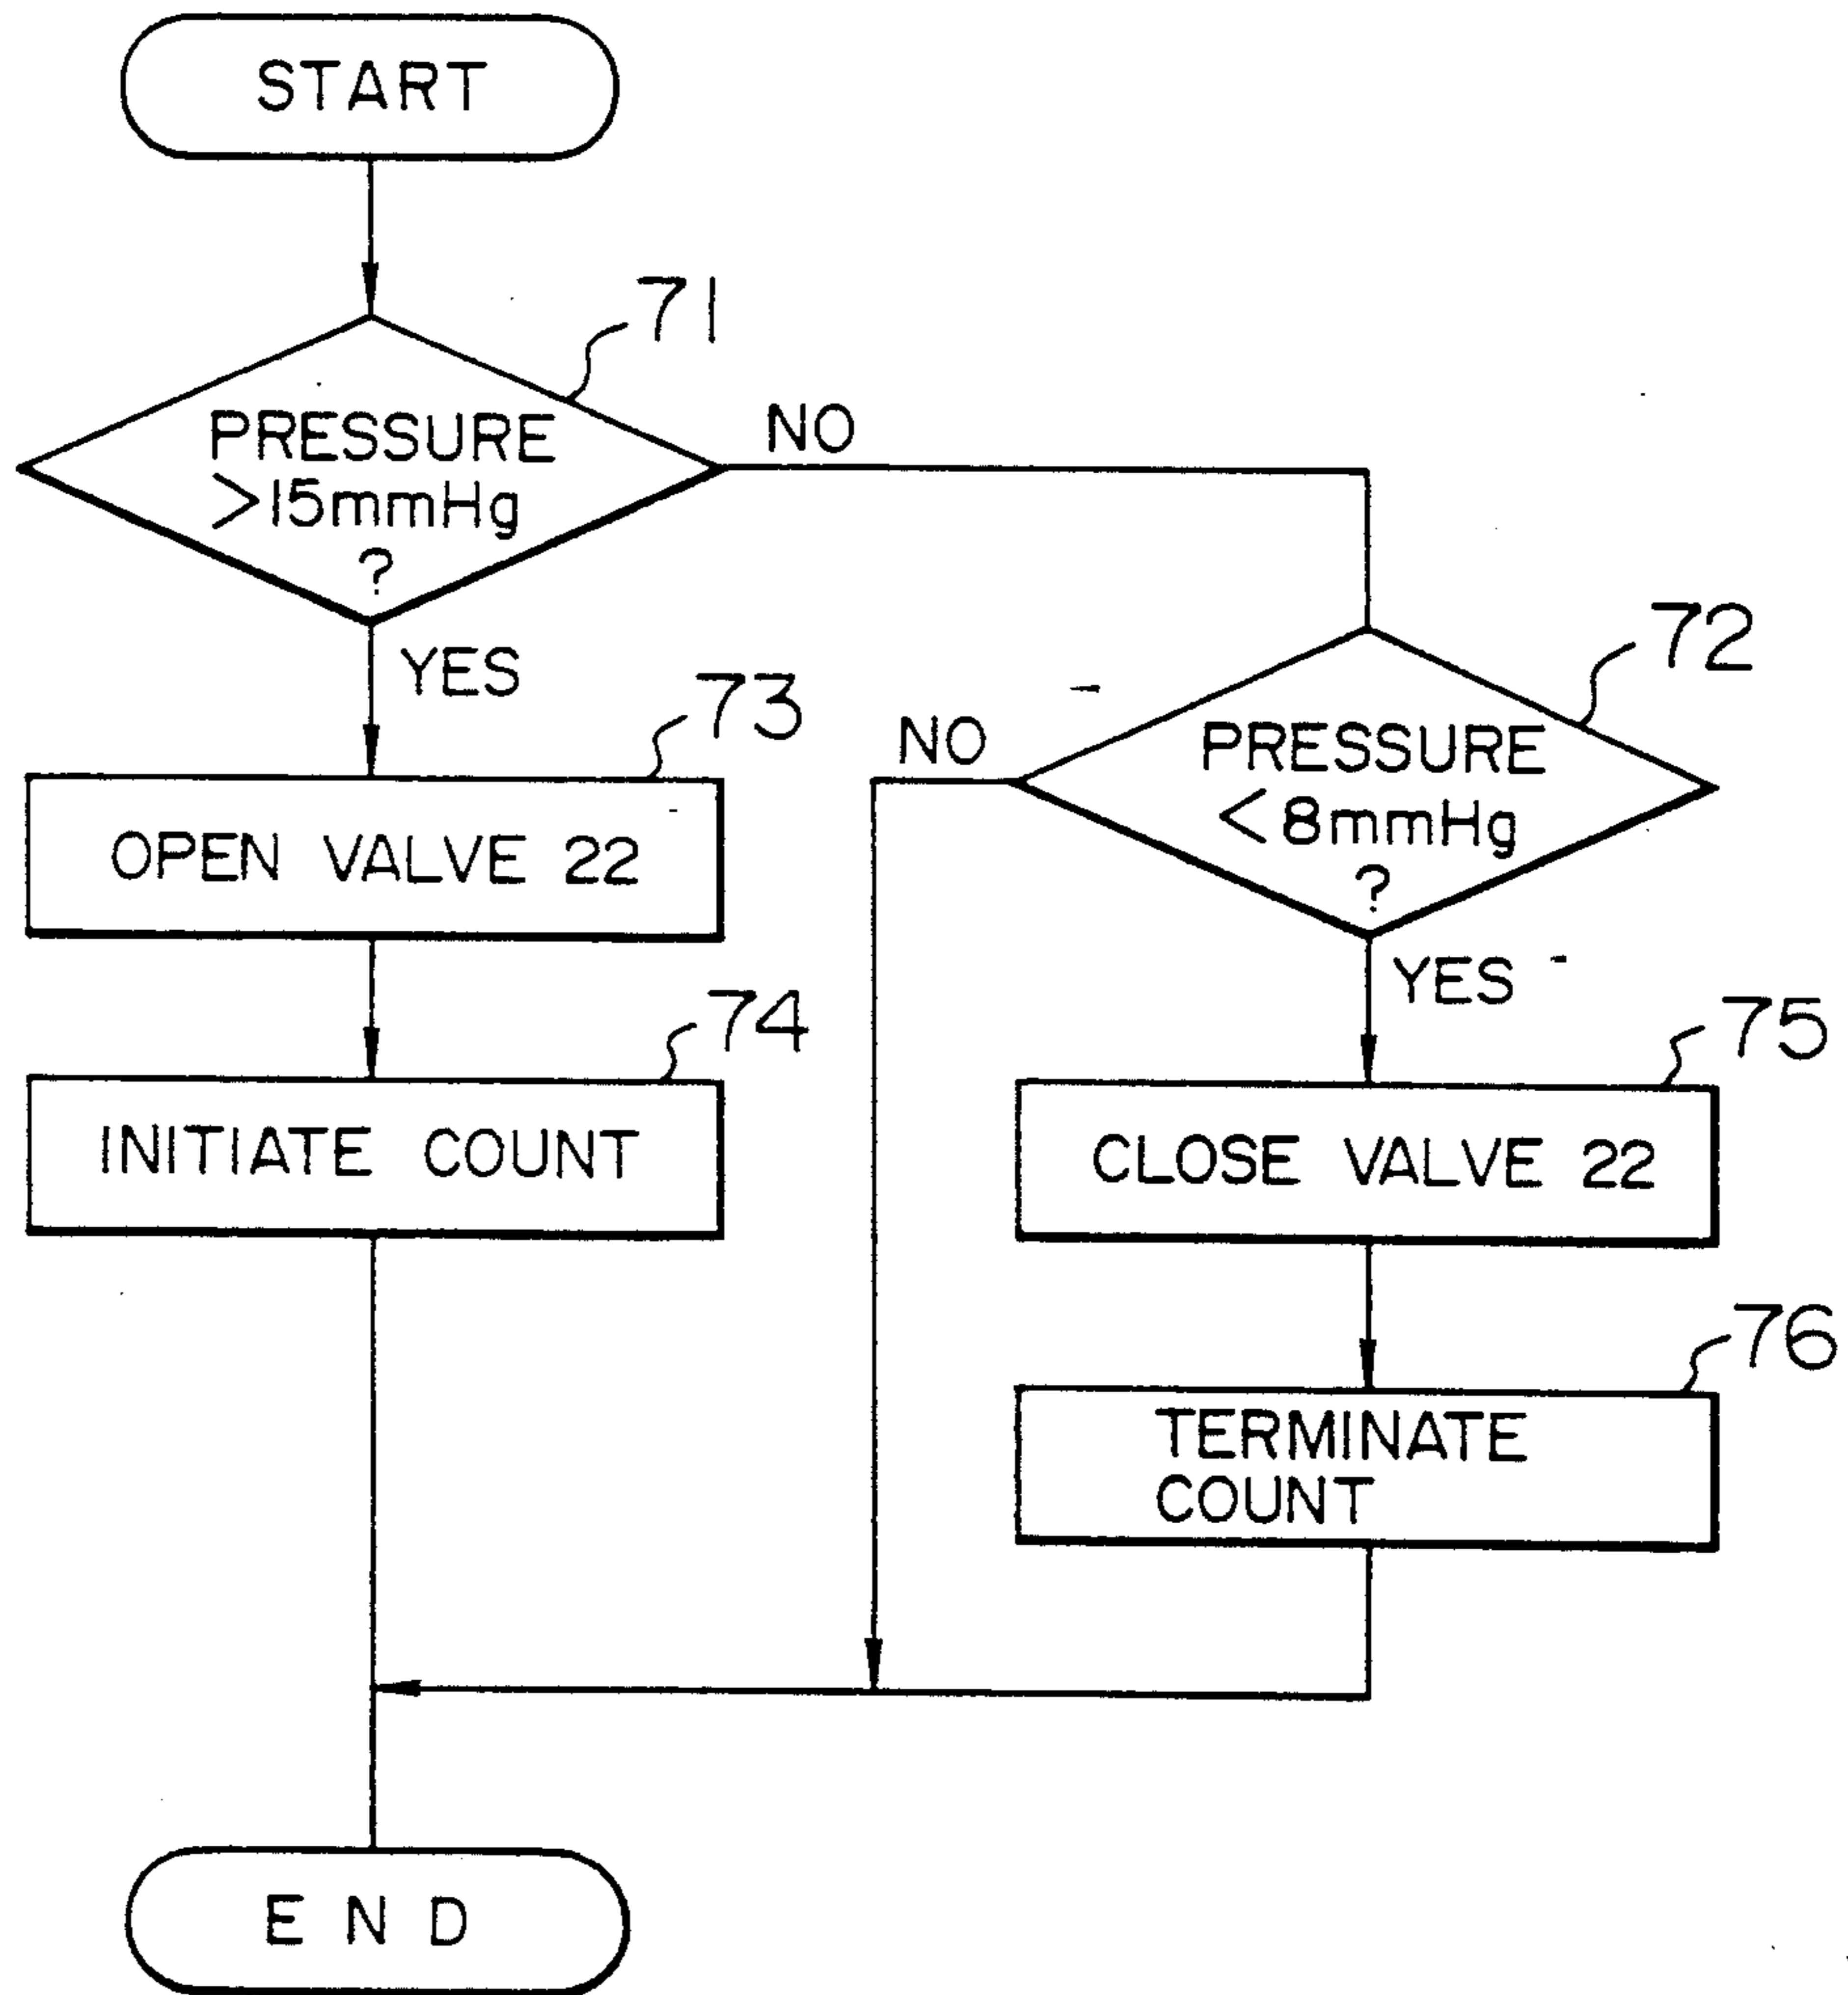 START
71
PRESSURE
>15mmHg
?
NO
YES
72
PRESSURE
<8mmHg
?
NO
YES
73
OPEN VALVE 22
74
INITIATE COUNT
75
CLOSE VALVE 22
76
TERMINATE
COUNT
END